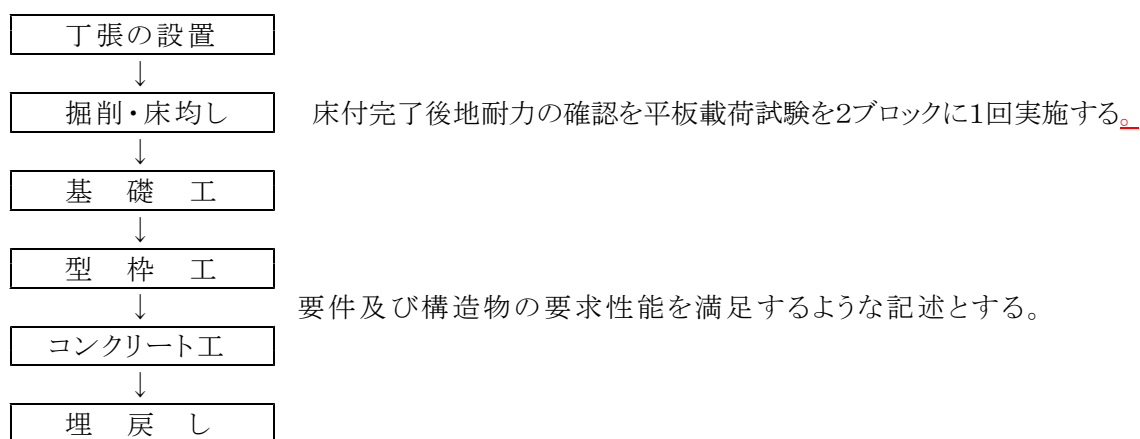 丁張の設置
↓
掘削・床均し 床付完了後地耐力の確認を平板載荷試験を2ブロックに1回実施する。
↓
基 礎 工
↓
型 枠 工
↓ 要件及び構造物の要求性能を満足するような記述とする。
コンクリート工
↓
埋 戻 し